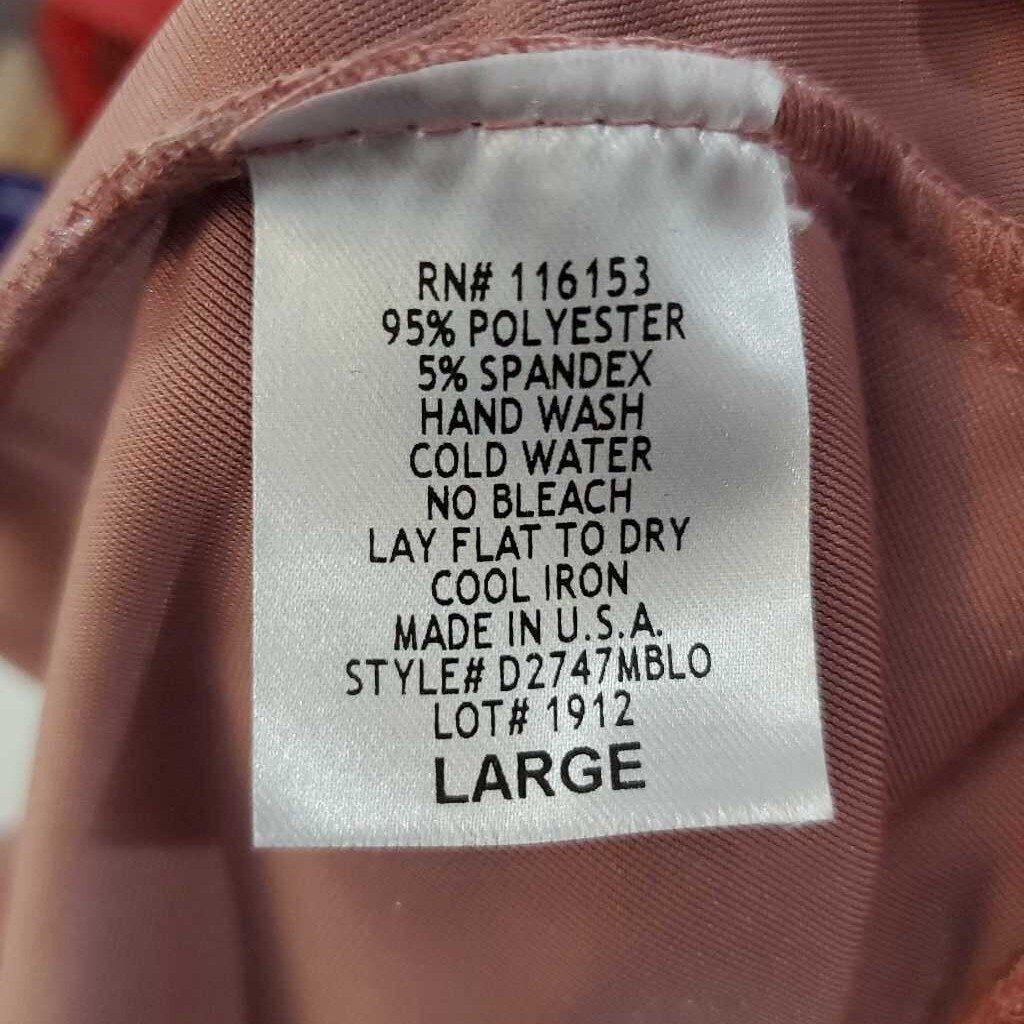 RN# 116153
95% POLYESTER
5% SPANDEX
HAND WASH
COLD WATER
NO BLEACH
LAY FLAT TO DRY
COOL IRON
MADE IN U.S.A.
STYLE# D2747MBLO
LOT# 1912
LARGE